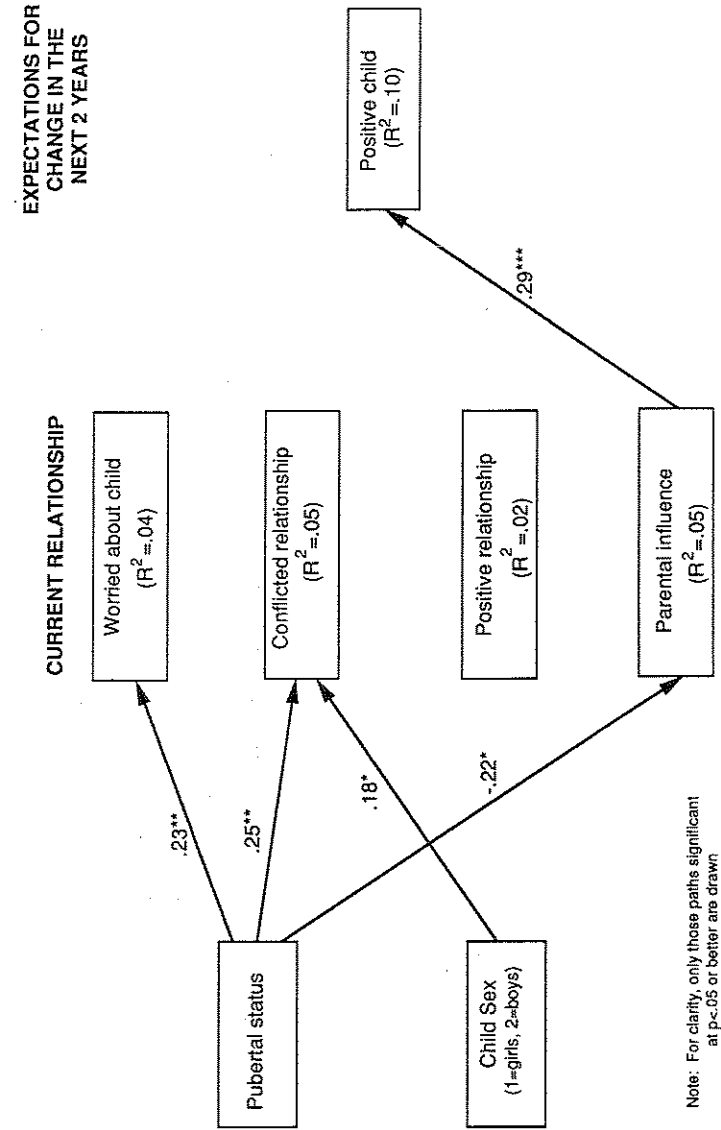 EXPECTATIONS FOR
CHANGE IN THE
NEXT 2 YEARS
CURRENT RELATIONSHIP
Worried about child
(R² =.04)
Conflicted relationship
(R² =.05)
Positive relationship
(R² =.02)
Parental influence
(R² =.05)
Positive child
(R² =.10)
Pubertal status
Child Sex
(1=girls, 2=boys)
.23**
.25**
.18*
-.22*
.29***
Note: For clarity, only those paths significant
at p<.05 or better are drawn